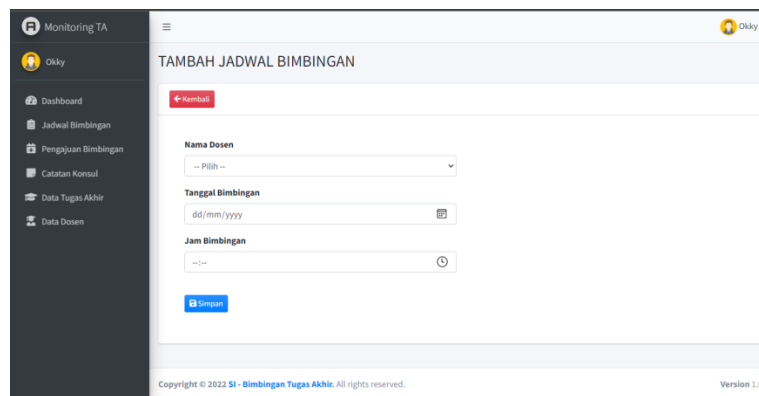 Monitoring TA
Okky
Okky
Dashboard
Jadwal Bimbingan
Pengajuan Bimbingan
Catatan Konsul
Data Tugas Akhir
Data Dosen
TAMBAH JADWAL BIMBINGAN
Kembali
Nama Dosen
-- Pilih --
Tanggal Bimbingan
dd/mm/yyyy
Jam Bimbingan
--:--
Simpan
Copyright © 2022 SI - Bimbingan Tugas Akhir. All rights reserved.
Version